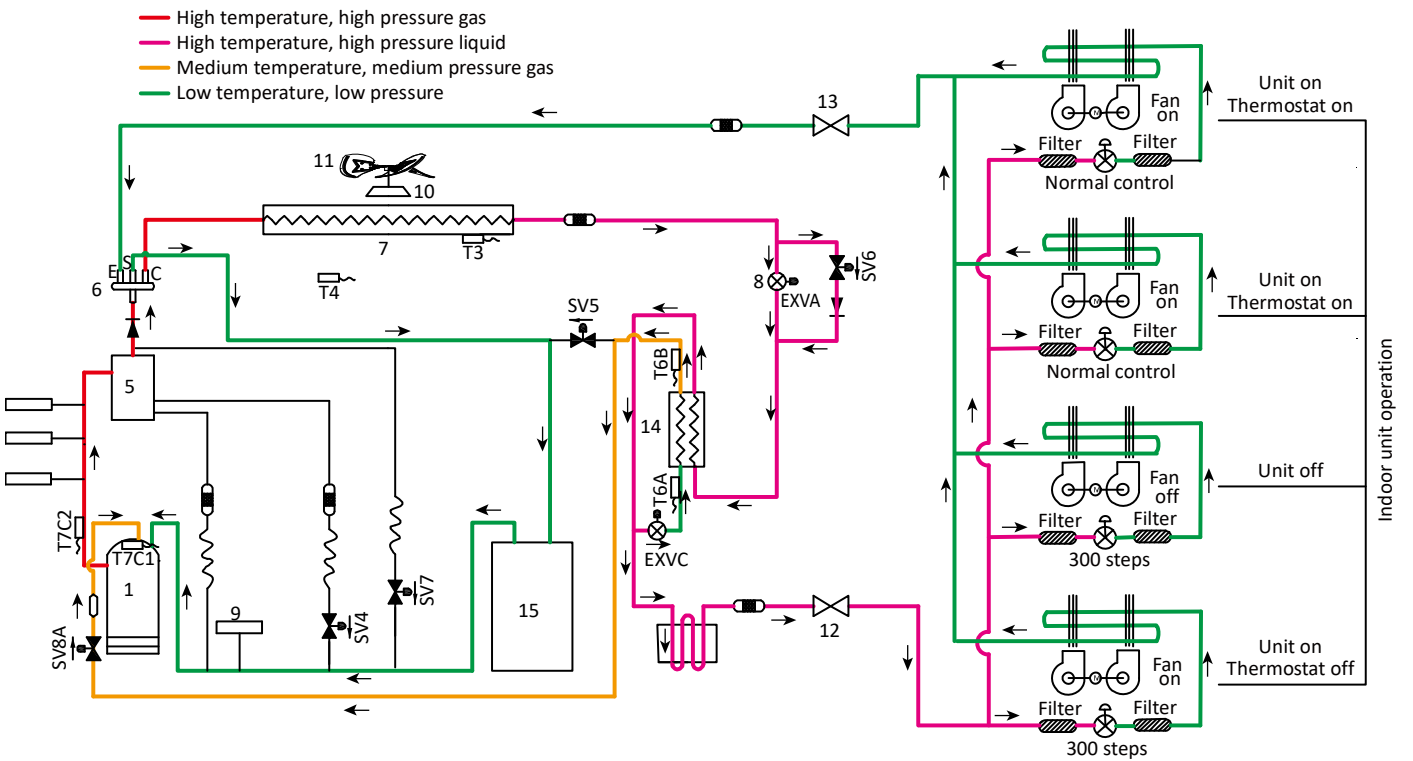 High temperature, high pressure gas
High temperature, high pressure liquid
Medium temperature, medium pressure gas
Low temperature, low pressure
13
11
10
7
T3
T4
E
S
C
6
8
EXVA
SV6
SV5
T6B
14
T6A
EXVC
5
T7C2
T7C1
1
SV8A
9
SV4
SV7
15
12
Fan
on
Filter
Filter
Normal control
Unit on
Thermostat on
M
Fan
on
Filter
Filter
Normal control
Unit on
Thermostat on
M
Fan
off
Filter
Filter
300 steps
Unit off
M
Fan
on
Filter
Filter
300 steps
Unit on
Thermostat off
M
Indoor unit operation